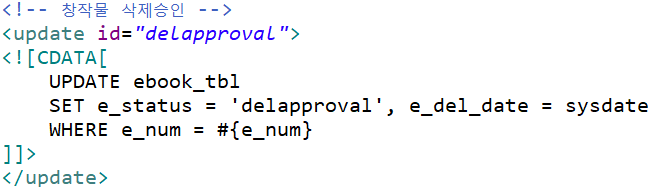 <!-- 창작물 삭제승인 -->
<update id="delapproval">
<![CDATA[
    UPDATE ebook_tbl
    SET e_status = 'delapproval', e_del_date = sysdate
    WHERE e_num = #{e_num}
]]>
</update>